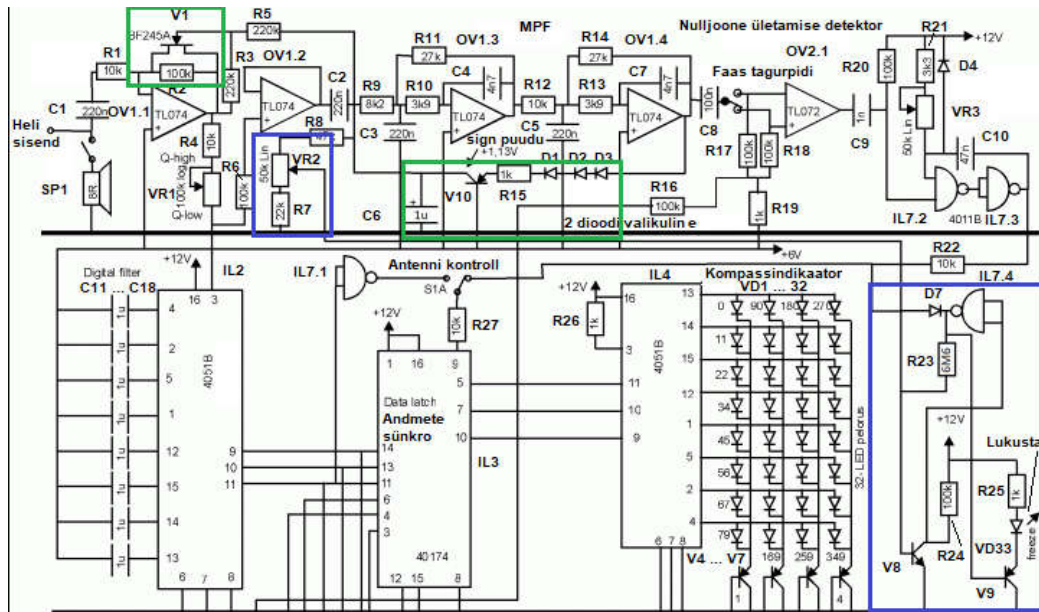 V1
BF245A
R5
220k
MPF
Nulljoone ületamise detektor
R21
+12V
R1
10k
100k
R2
R3
220k
OV1.2
R11
27k
OV1.3
R14
27k
OV1.4
OV2.1
R20
100k
3k3
D4
C1
220n
OV1.1
TL074
TL074
C2
220n
R9
8k2
R10
3k9
C4
4n7
TL074
R12
10k
R13
3k9
C7
4n7
TL074
Faas tagurpidi
100n
C8
TL072
1n
C9
VR3
50k Lin
C10
47n
Heli
sisend
R4
10k
R8
C3
220n
sign puudu
+1,13V
C5
220n
R17
100k
R18
100k
SP1
8R
Q-high
VR1
100k log
Q-low
R6
100k
50k Lin
VR2
R7
22k
D1
D2
D3
1k
R15
V10
C6
1u
2 dioodi valikuline
R16
100k
R19
1k
IL7.2
4011B
IL7.3
+6V
R22
10k
Digital filter
C11 ... C18
+12V
IL2
IL7.1
Antenni kontroll
S1A
+12V
IL4
Kompassindikaator
VD1 ... 32
IL7.4
D7
R27
10k
R26
1k
R23
6M6
16
3
4
2
5
1
12
15
14
13
9
10
11
6
7
8
4051B
1u
1u
1u
1u
1u
1u
1u
1u
+12V
1
16
9
5
7
10
Data latch
Andmete
sünkro
IL3
14
13
11
6
4
3
40174
12
15
8
16
3
11
10
9
4051B
13
14
15
12
1
5
2
4
6
7
8
0
90
180
270
11
22
34
45
56
67
79
169
259
349
32- LED pelorus
V4 ... V7
1
4
+12V
100k
R24
R25
1k
Lukusta
freeze
VD33
V8
V9